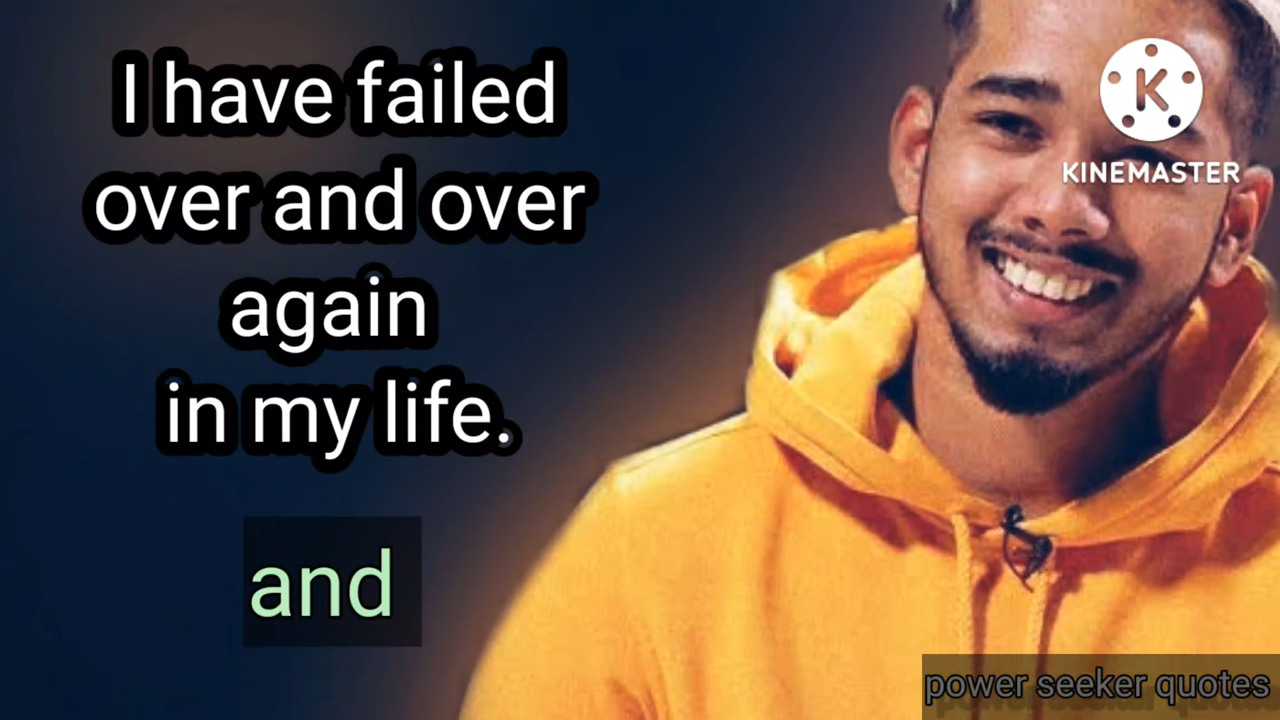 I have failed
over and over
again
in my life.
and
K
KINEMASTER
power seeker quotes